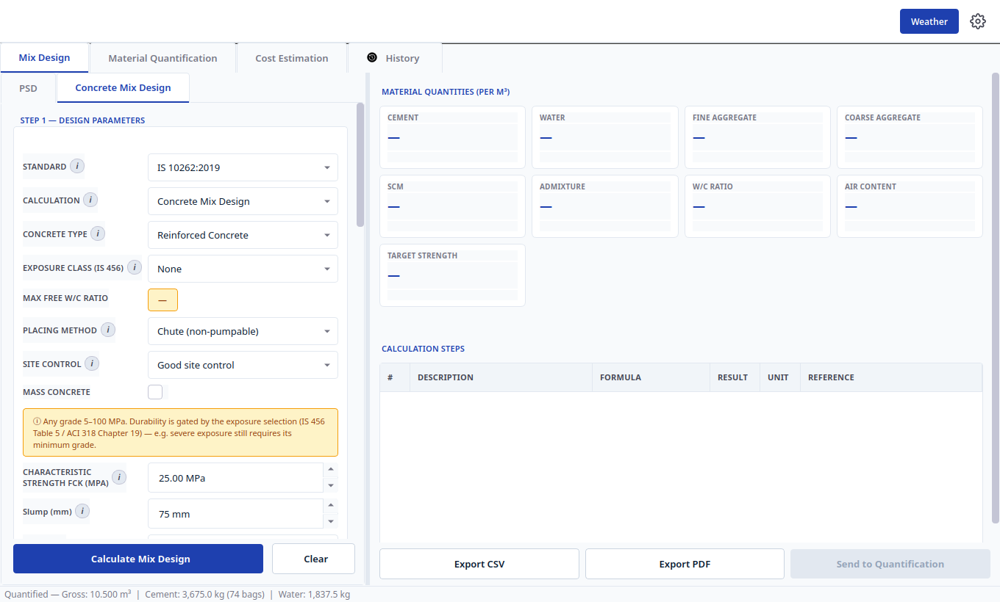 Weather
Mix Design
Material Quantification
Cost Estimation
History
PSD
Concrete Mix Design
STEP 1 — DESIGN PARAMETERS
STANDARD i IS 10262:2019
CALCULATION i Concrete Mix Design
CONCRETE TYPE i Reinforced Concrete
EXPOSURE CLASS (IS 456) i None
MAX FREE W/C RATIO —
PLACING METHOD i Chute (non-pumpable)
SITE CONTROL i Good site control
MASS CONCRETE
ⓘ Any grade 5–100 MPa. Durability is gated by the exposure selection (IS 456
Table 5 / ACI 318 Chapter 19) — e.g. severe exposure still requires its
minimum grade.
CHARACTERISTIC
STRENGTH FCK (MPA) i 25.00 MPa
Slump (mm) i 75 mm
Calculate Mix Design
Clear
MATERIAL QUANTITIES (PER M³)
CEMENT
—
WATER
—
FINE AGGREGATE
—
COARSE AGGREGATE
—
SCM
—
ADMIXTURE
—
W/C RATIO
—
AIR CONTENT
—
TARGET STRENGTH
—
CALCULATION STEPS
# DESCRIPTION FORMULA RESULT UNIT REFERENCE
Export CSV
Export PDF
Send to Quantification
Quantified — Gross: 10.500 m³ | Cement: 3,675.0 kg (74 bags) | Water: 1,837.5 kg